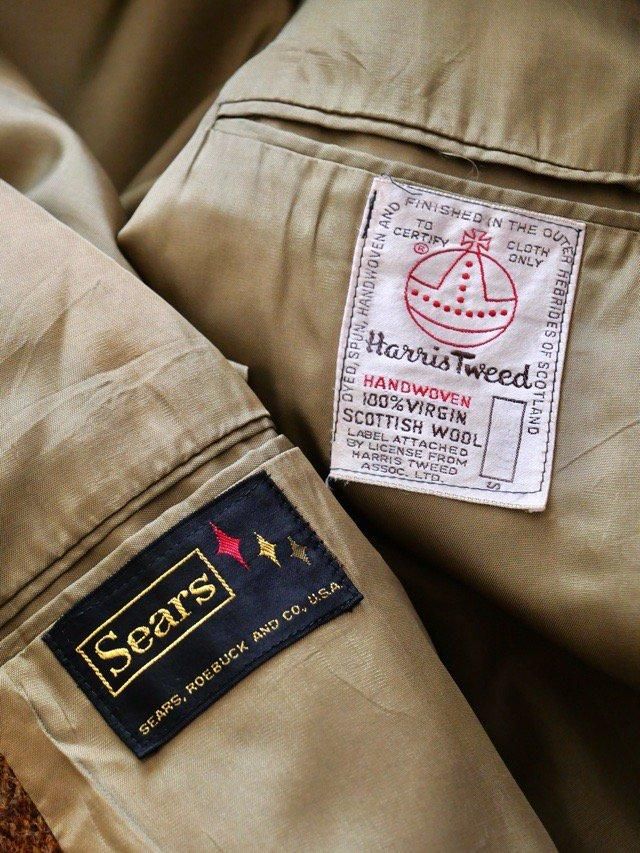 DYED, SPUN, HANDWOVEN AND FINISHED IN THE OUTER HEBRIDES OF SCOTLAND
TO CERTIFY CLOTH ONLY
®
Harris Tweed
HANDWOVEN
100% VIRGIN
SCOTTISH WOOL
LABEL ATTACHED
BY LICENSE FROM
HARRIS TWEED
ASSOC. LTD.
S
Sears
SEARS, ROEBUCK AND CO., U.S.A.